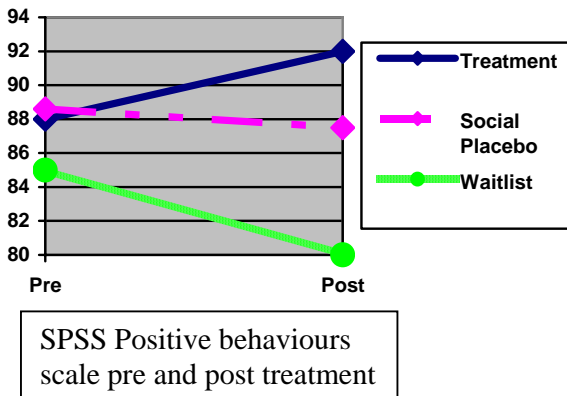 94
92
90
88
86
84
82
80
Pre Post
Treatment
Social
Placebo
Waitlist
SPSS Positive behaviours
scale pre and post treatment